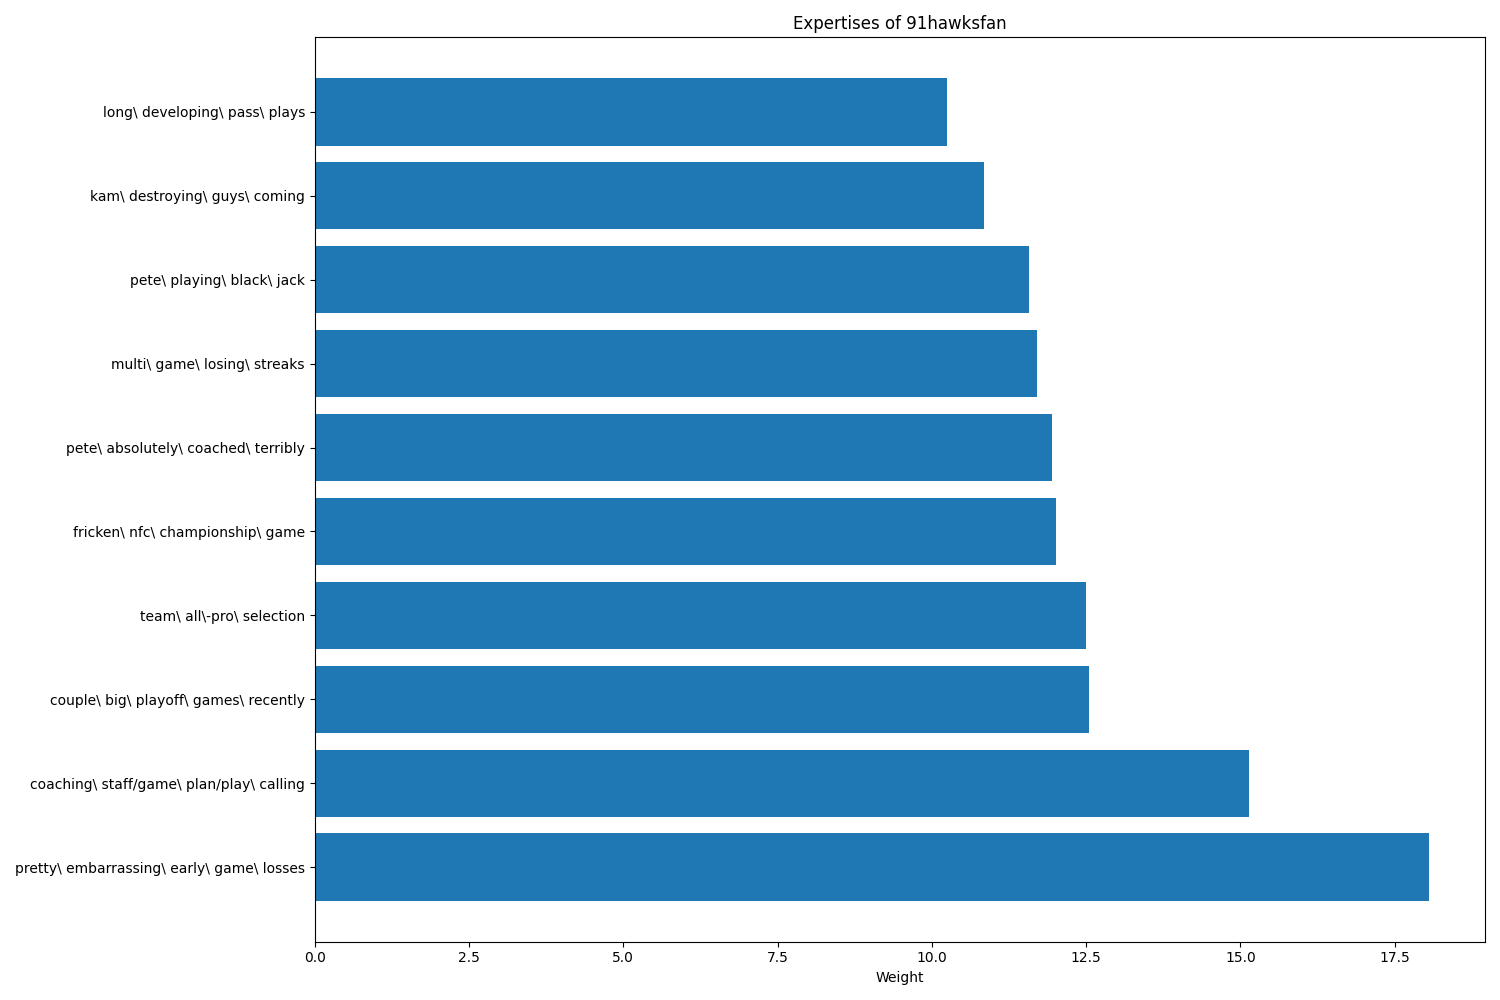 Expertises of 91hawksfan
long\ developing\ pass\ plays
kam\ destroying\ guys\ coming
pete\ playing\ black\ jack
multi\ game\ losing\ streaks
pete\ absolutely\ coached\ terribly
fricken\ nfc\ championship\ game
team\ all\-pro\ selection
couple\ big\ playoff\ games\ recently
coaching\ staff/game\ plan/play\ calling
pretty\ embarrassing\ early\ game\ losses
0.0 2.5 5.0 7.5 10.0 12.5 15.0 17.5
Weight